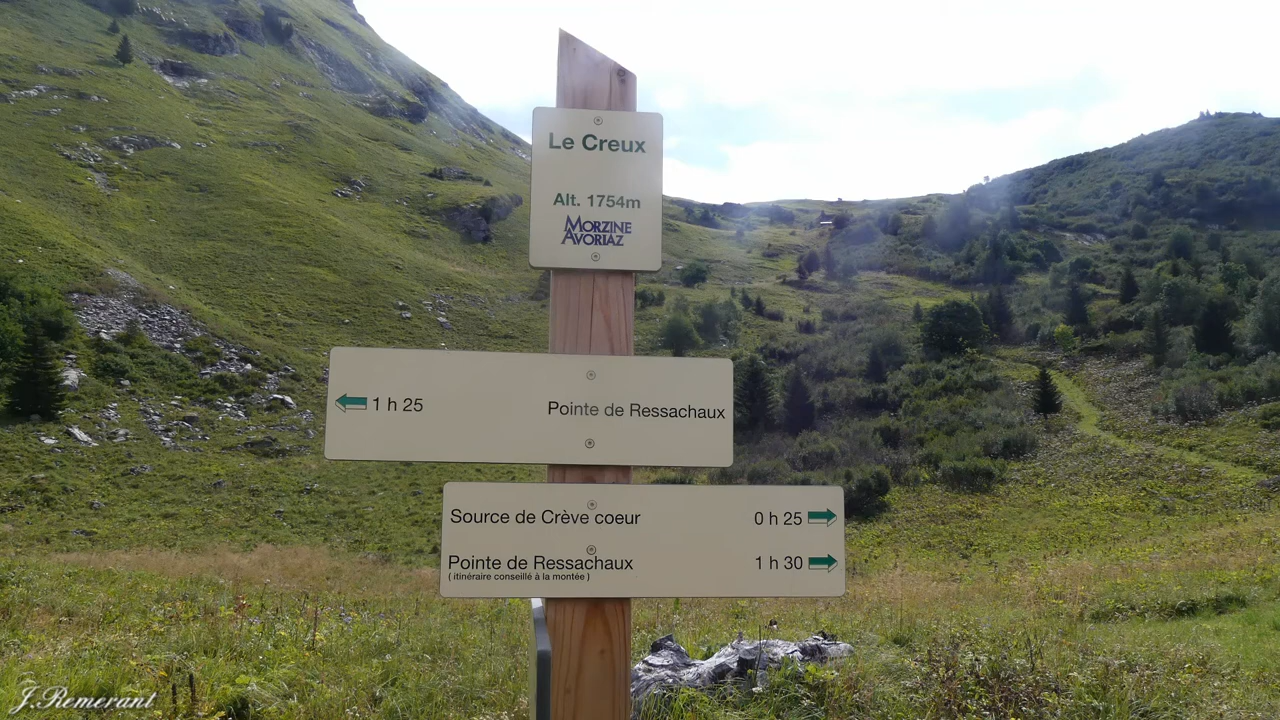 Le Creux
Alt. 1754m
MORZINE
AVORIAZ
1 h 25 Pointe de Ressachaux
Source de Crève coeur 0 h 25
Pointe de Ressachaux 1 h 30
( itinéraire conseillé à la montée )
J.Remerant